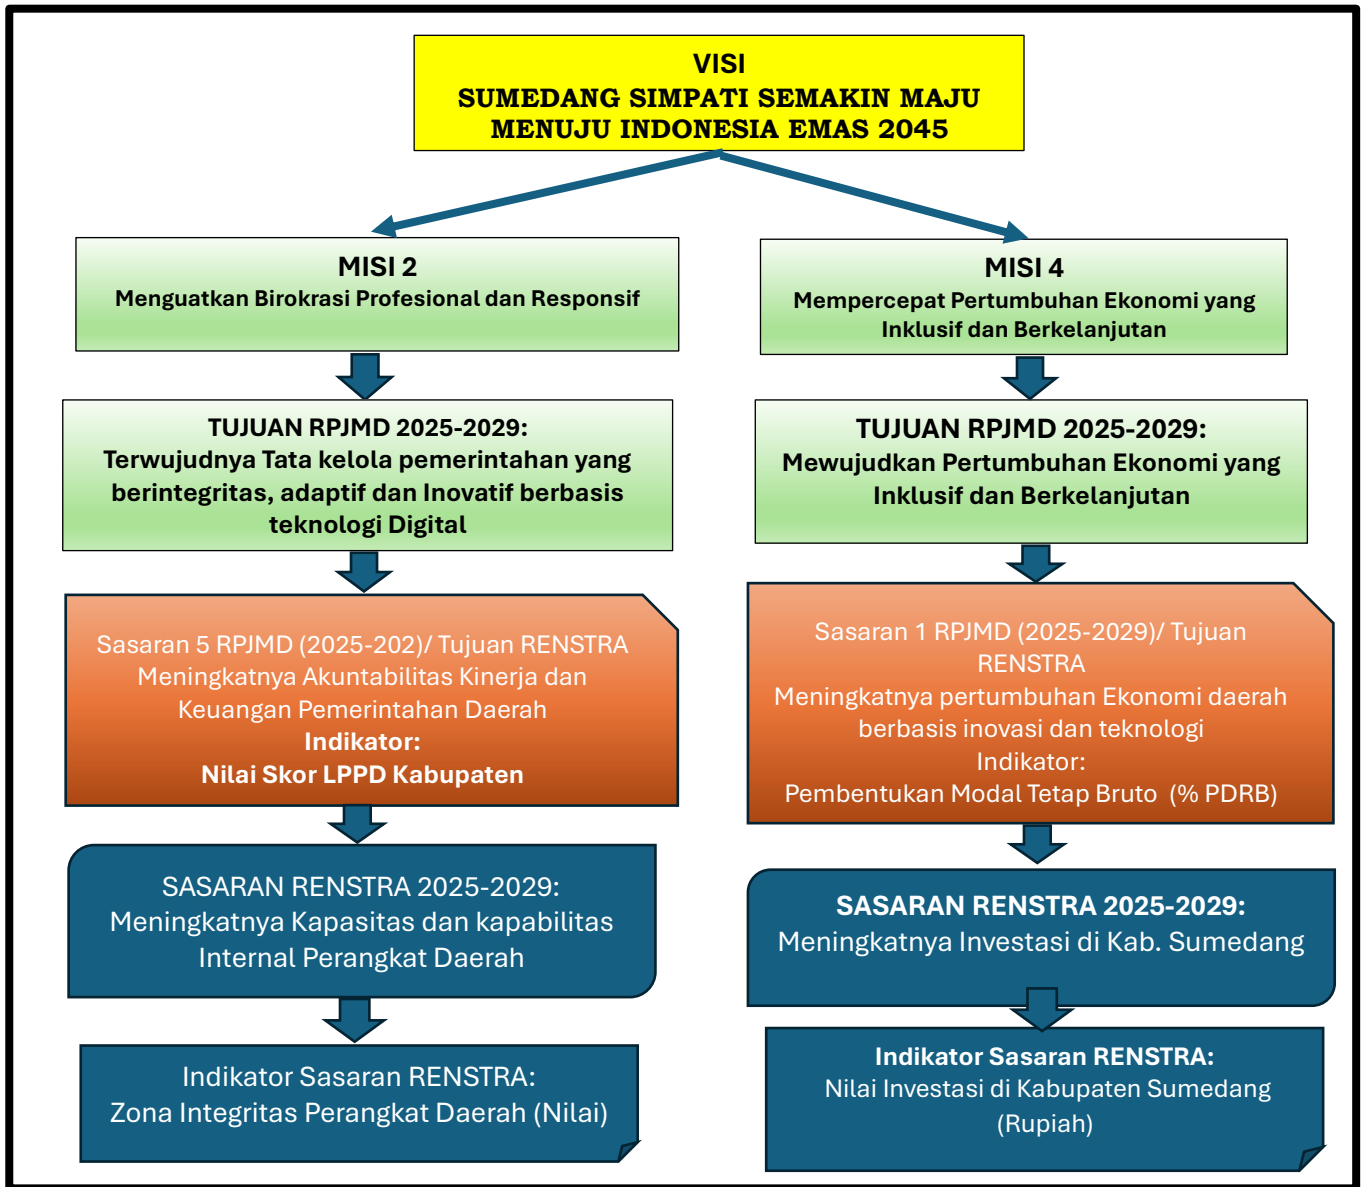 VISI
SUMEDANG SIMPATI SEMAKIN MAJU
MENUJU INDONESIA EMAS 2045
MISI 2
Menguatkan Birokrasi Profesional dan Responsif
TUJUAN RPJMD 2025-2029:
Terwujudnya Tata kelola pemerintahan yang
berintegritas, adaptif dan Inovatif berbasis
teknologi Digital
Sasaran 5 RPJMD (2025-202)/ Tujuan RENSTRA
Meningkatnya Akuntabilitas Kinerja dan
Keuangan Pemerintahan Daerah
Indikator:
Nilai Skor LPPD Kabupaten
SASARAN RENSTRA 2025-2029:
Meningkatnya Kapasitas dan kapabilitas
Internal Perangkat Daerah
Indikator Sasaran RENSTRA:
Zona Integritas Perangkat Daerah (Nilai)
MISI 4
Mempercepat Pertumbuhan Ekonomi yang
Inklusif dan Berkelanjutan
TUJUAN RPJMD 2025-2029:
Mewujudkan Pertumbuhan Ekonomi yang
Inklusif dan Berkelanjutan
Sasaran 1 RPJMD (2025-2029)/ Tujuan
RENSTRA
Meningkatnya pertumbuhan Ekonomi daerah
berbasis inovasi dan teknologi
Indikator:
Pembentukan Modal Tetap Bruto (% PDRB)
SASARAN RENSTRA 2025-2029:
Meningkatnya Investasi di Kab. Sumedang
Indikator Sasaran RENSTRA:
Nilai Investasi di Kabupaten Sumedang
(Rupiah)